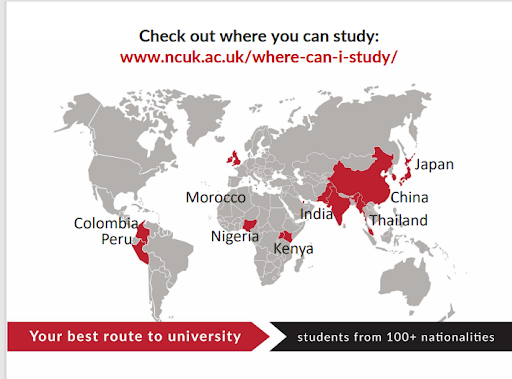 Check out where you can study:
www.ncuk.ac.uk/where-can-i-study/
Japan
Morocco
China
India
Thailand
Colombia
Peru
Nigeria
Kenya
Your best route to university
students from 100+ nationalities